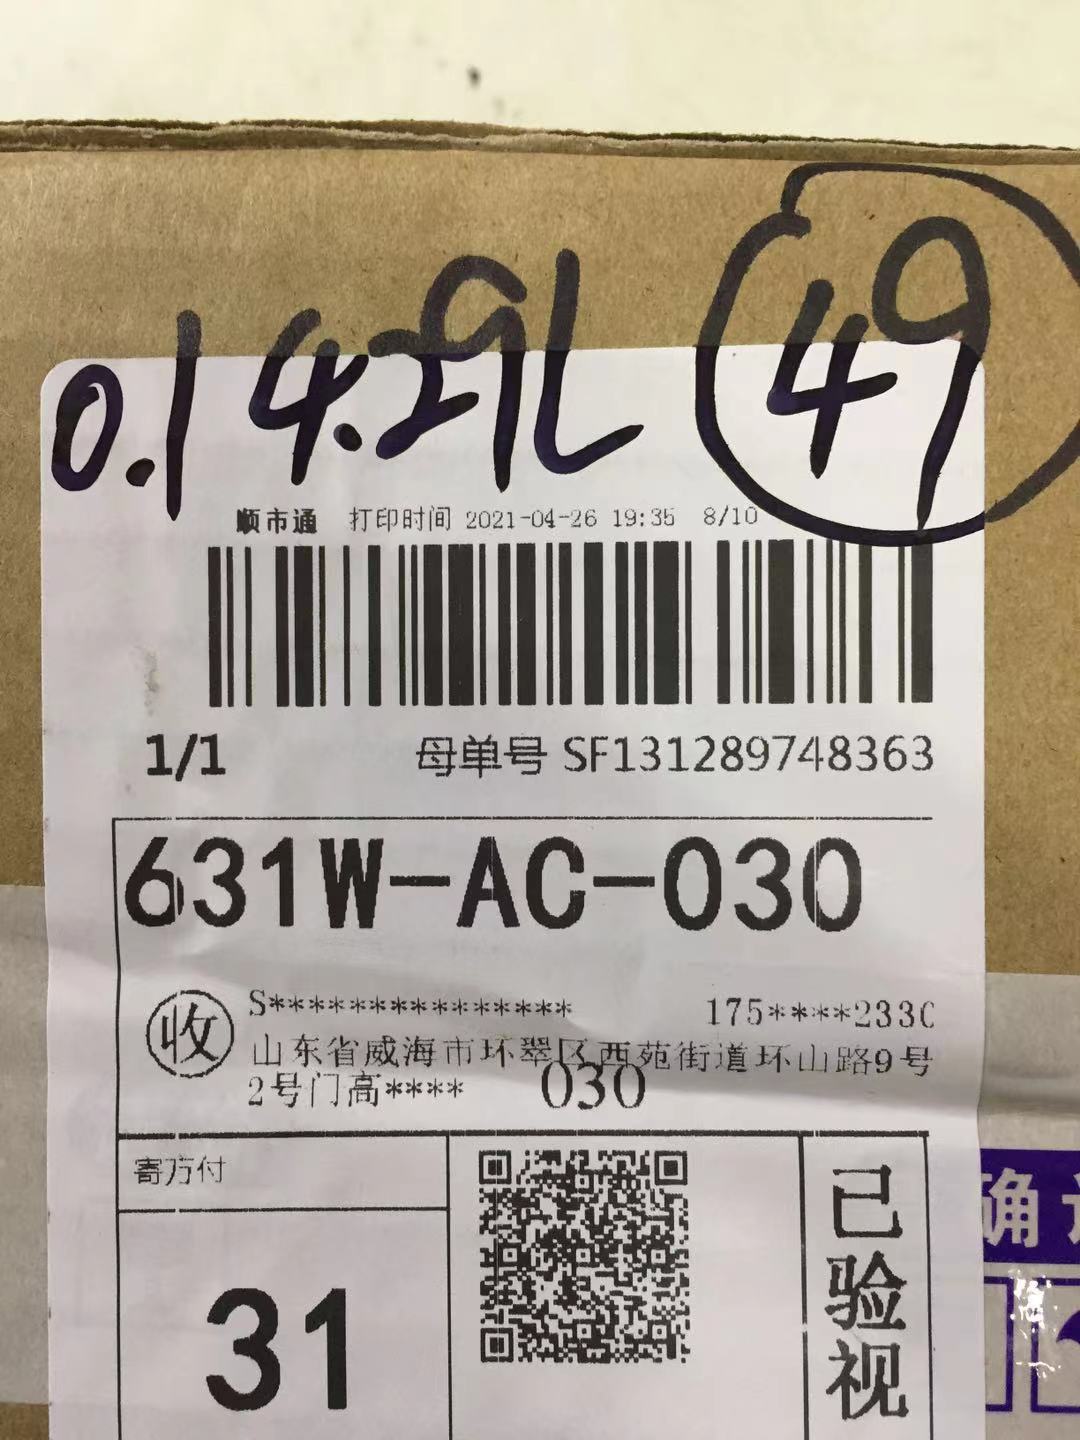 0.1 4.29L 49
顺市通 打印时间 2021-04-26 19:35 8/10
1/1 母单号 SF131289748363
631W-AC-030
收 S*************** 175****2330
山东省威海市环翠区西苑街道环山路9号
2号门高****
030
寄方付
已验视
31
确